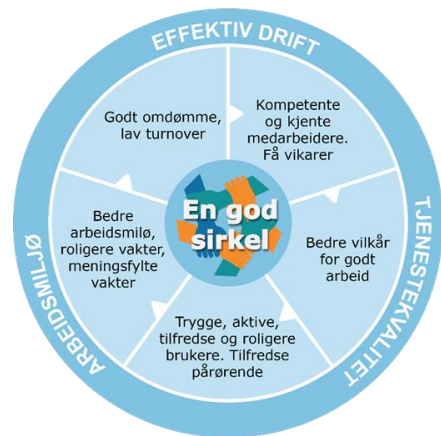 EFFEKTIV DRIFT
Godt omdømme,
lav turnover
Kompetente
og kjente
medarbeidere.
Få vikarer
En god
sirkel
Bedre
arbeidsmilø,
roligere vakter,
meningsfylte
vakter
Bedre vilkår
for godt
arbeid
Trygge, aktive,
tilfredse og roligere
brukere. Tilfredse
pårørende
ARBEIDSMILJØ
TJENESTEKVALITET